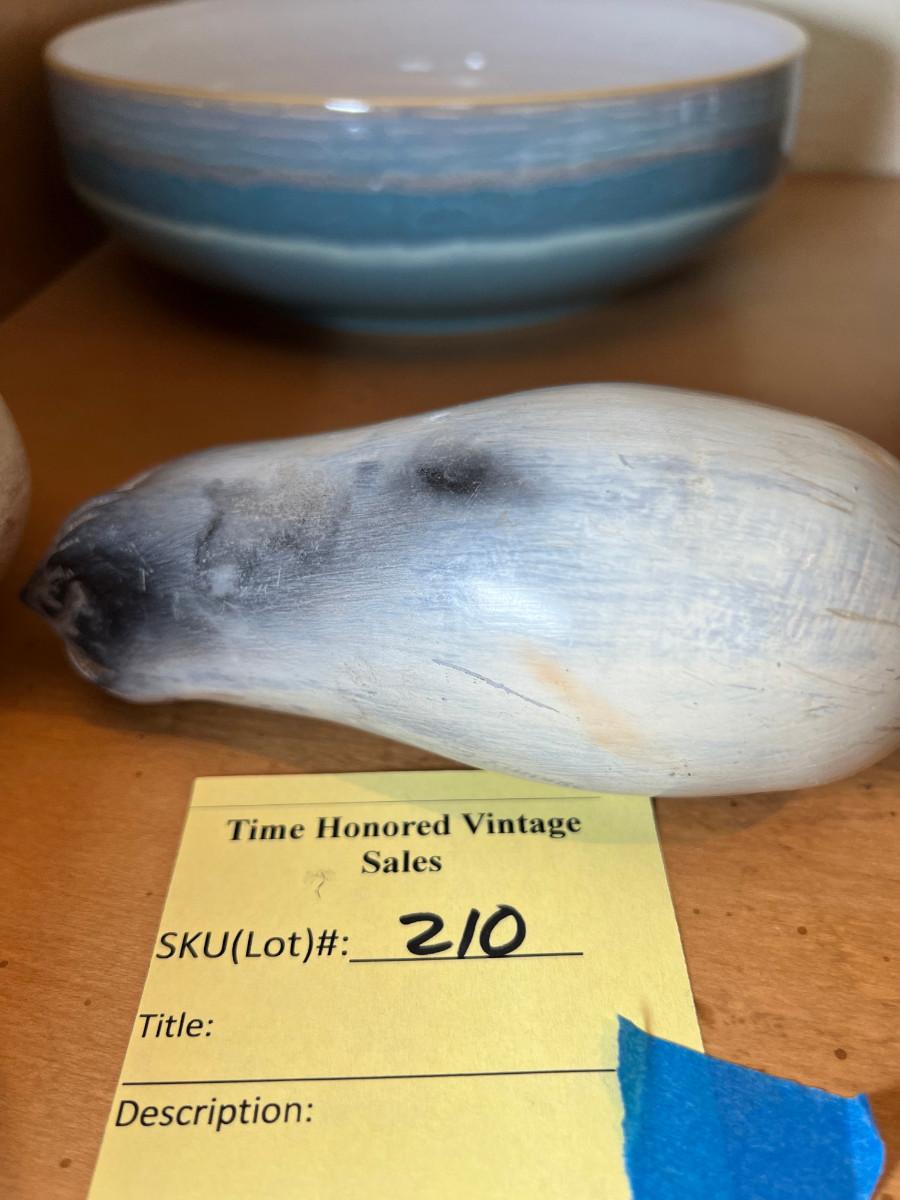 Time Honored Vintage
Sales
SKU(Lot)#: 210
Title:
Description: